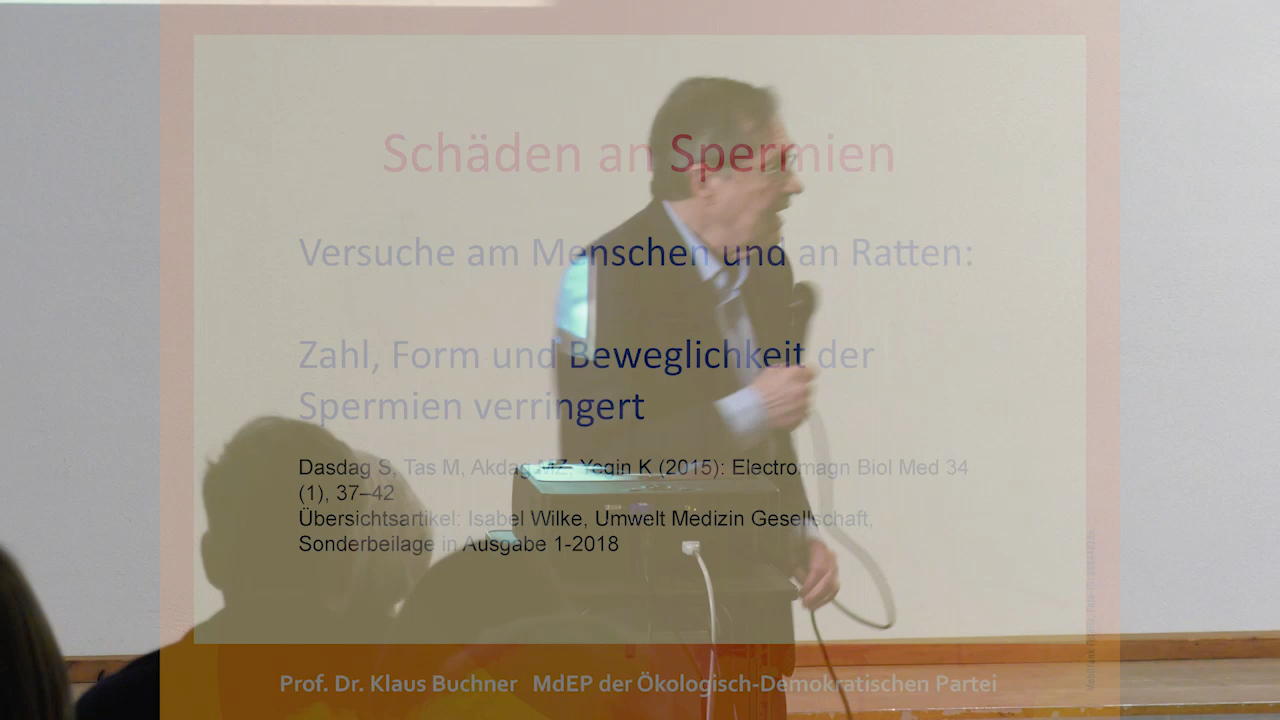 Schäden an Spermien
Versuche am Menschen und an Ratten:
Zahl, Form und Beweglichkeit der
Spermien verringert
Dasdag S, Tas M, Akdag MZ, Yegin K (2015): Electromagn Biol Med 34
(1), 37–42
Übersichtsartikel: Isabel Wilke, Umwelt Medizin Gesellschaft,
Sonderbeilage in Ausgabe 1-2018
Prof. Dr. Klaus Buchner MdEP der Ökologisch-Demokratischen Partei